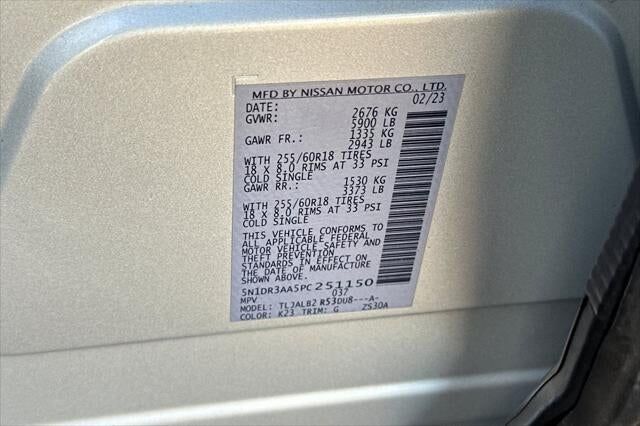 MFD BY NISSAN MOTOR CO., LTD.
DATE: 02/23
GVWR: 2676 KG
5900 LB
GAWR FR.: 1335 KG
2943 LB
WITH 255/60R18 TIRES
18 X 8.0 RIMS AT 33 PSI
COLD SINGLE
GAWR RR.: 1530 KG
3373 LB
WITH 255/60R18 TIRES
18 X 8.0 RIMS AT 33 PSI
COLD SINGLE
THIS VEHICLE CONFORMS TO
ALL APPLICABLE FEDERAL
MOTOR VEHICLE SAFETY AND
THEFT PREVENTION
STANDARDS IN EFFECT ON
THE DATE OF MANUFACTURE
SHOWN ABOVE.
5N1DR3AA5PC251150
MPV 037
MODEL: TLJALB2 R53DU8---A-
COLOR: K23 TRIM: G ZS30A